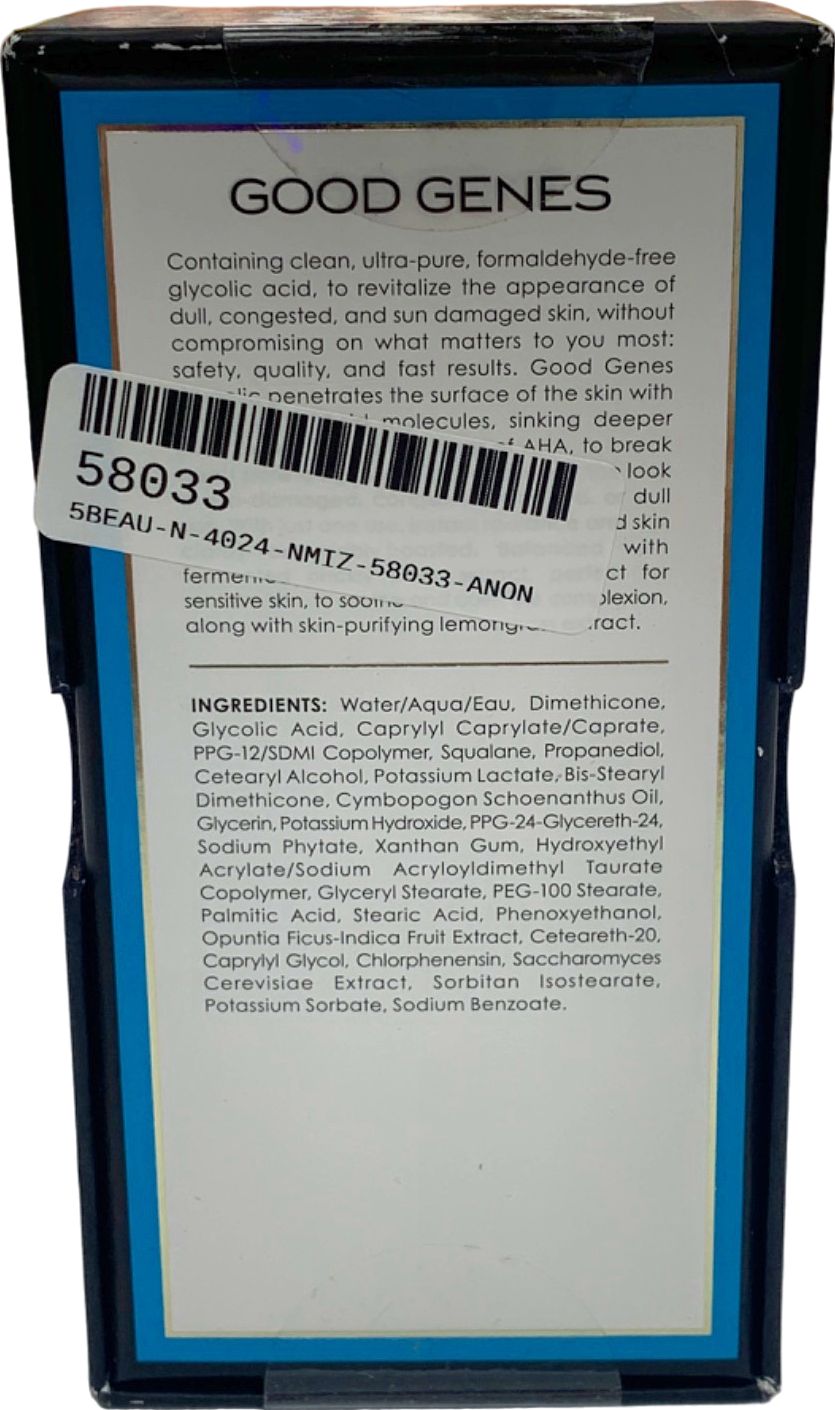 GOOD GENES
Containing clean, ultra-pure, formaldehyde-free
glycolic acid, to revitalize the appearance of
dull, congested, and sun damaged skin, without
compromising on what matters to you most:
safety, quality, and fast results. Good Genes
penetrates the surface of the skin with
molecules, sinking deeper
AHA, to break
look
dull
skin
with
for
sensitive skin, to
along with skin-purifying
58033
5BEAU-N-4024-NMIZ-58033-ANON
INGREDIENTS: Water/Aqua/Eau, Dimethicone,
Glycolic Acid, Caprylyl Caprylate/Caprate,
PPG-12/SDMI Copolymer, Squalane, Propanediol,
Cetearyl Alcohol, Potassium Lactate, Bis-Stearyl
Dimethicone, Cymbopogon Schoenanthus Oil,
Glycerin, Potassium Hydroxide, PPG-24-Glycereth-24,
Sodium Phytate, Xanthan Gum, Hydroxyethyl
Acrylate/Sodium Acryloyldimethyl Taurate
Copolymer, Glyceryl Stearate, PEG-100 Stearate,
Palmitic Acid, Stearic Acid, Phenoxyethanol,
Opuntia Ficus-Indica Fruit Extract, Ceteareth-20,
Caprylyl Glycol, Chlorphenensin, Saccharomyces
Cerevisiae Extract, Sorbitan Isostearate,
Potassium Sorbate, Sodium Benzoate.